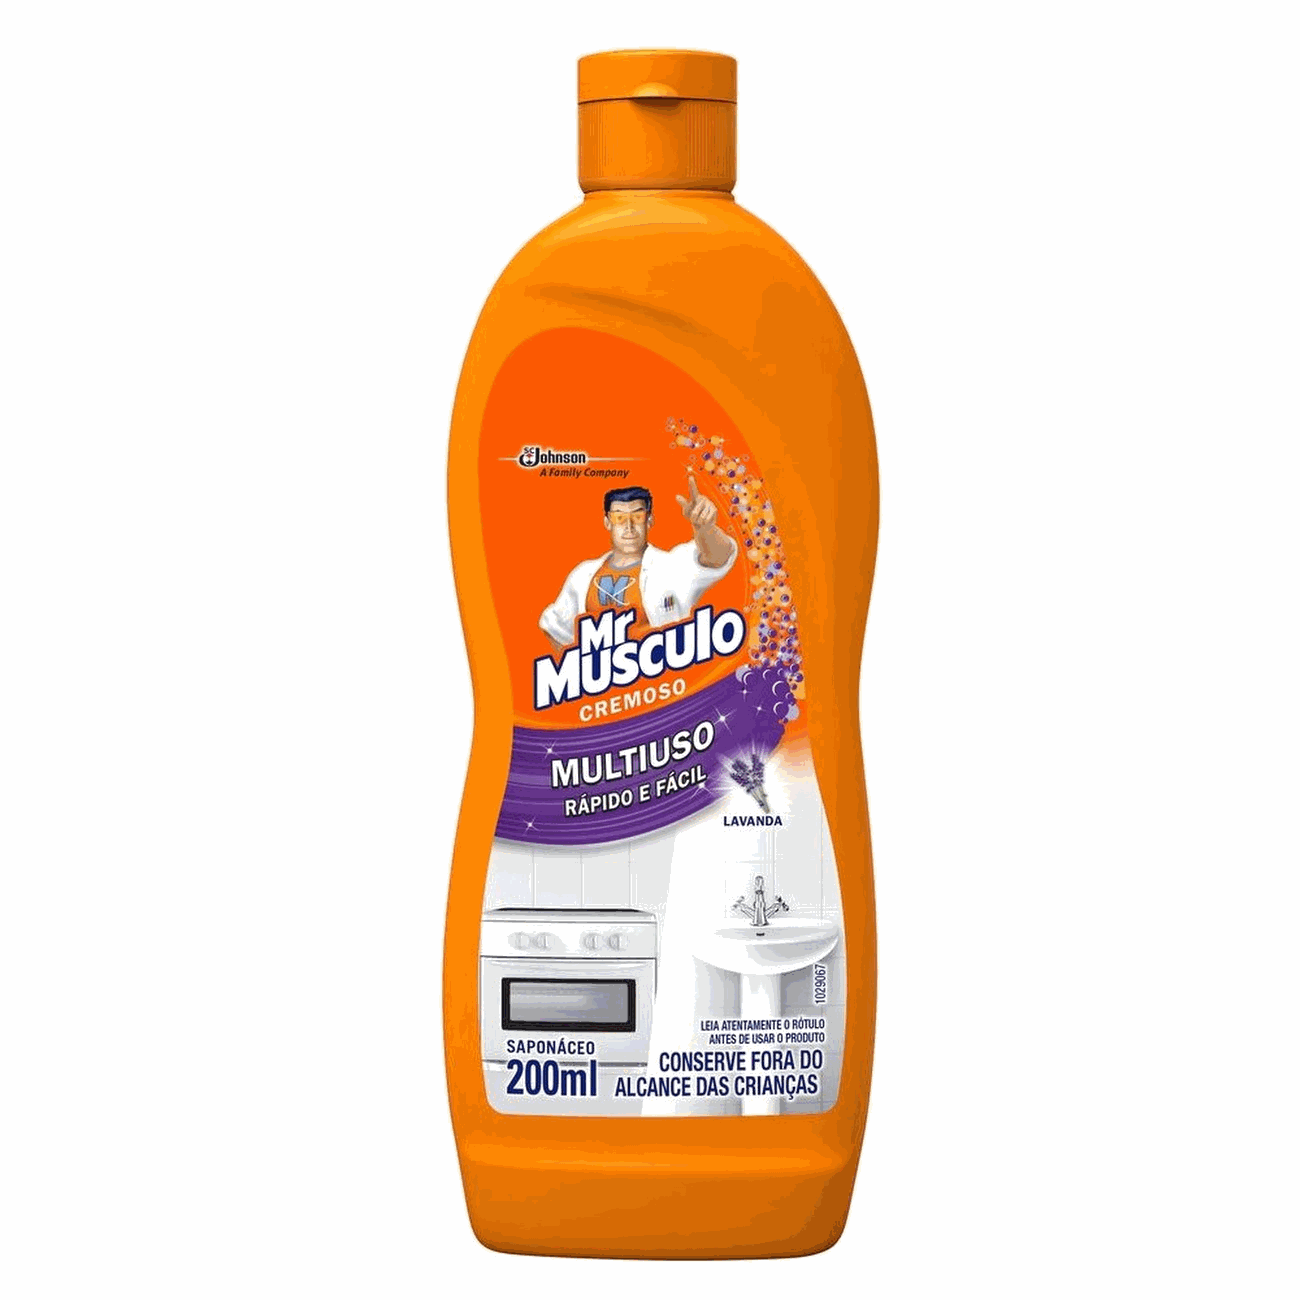 SC Johnson
A Family Company
M
Mr
MUSCULO
CREMOSO
MULTIUSO
RÁPIDO E FÁCIL
LAVANDA
1029067
LEIA ATENTAMENTE O RÓTULO
ANTES DE USAR O PRODUTO
SAPONÁCEO
200ml
CONSERVE FORA DO
ALCANCE DAS CRIANÇAS